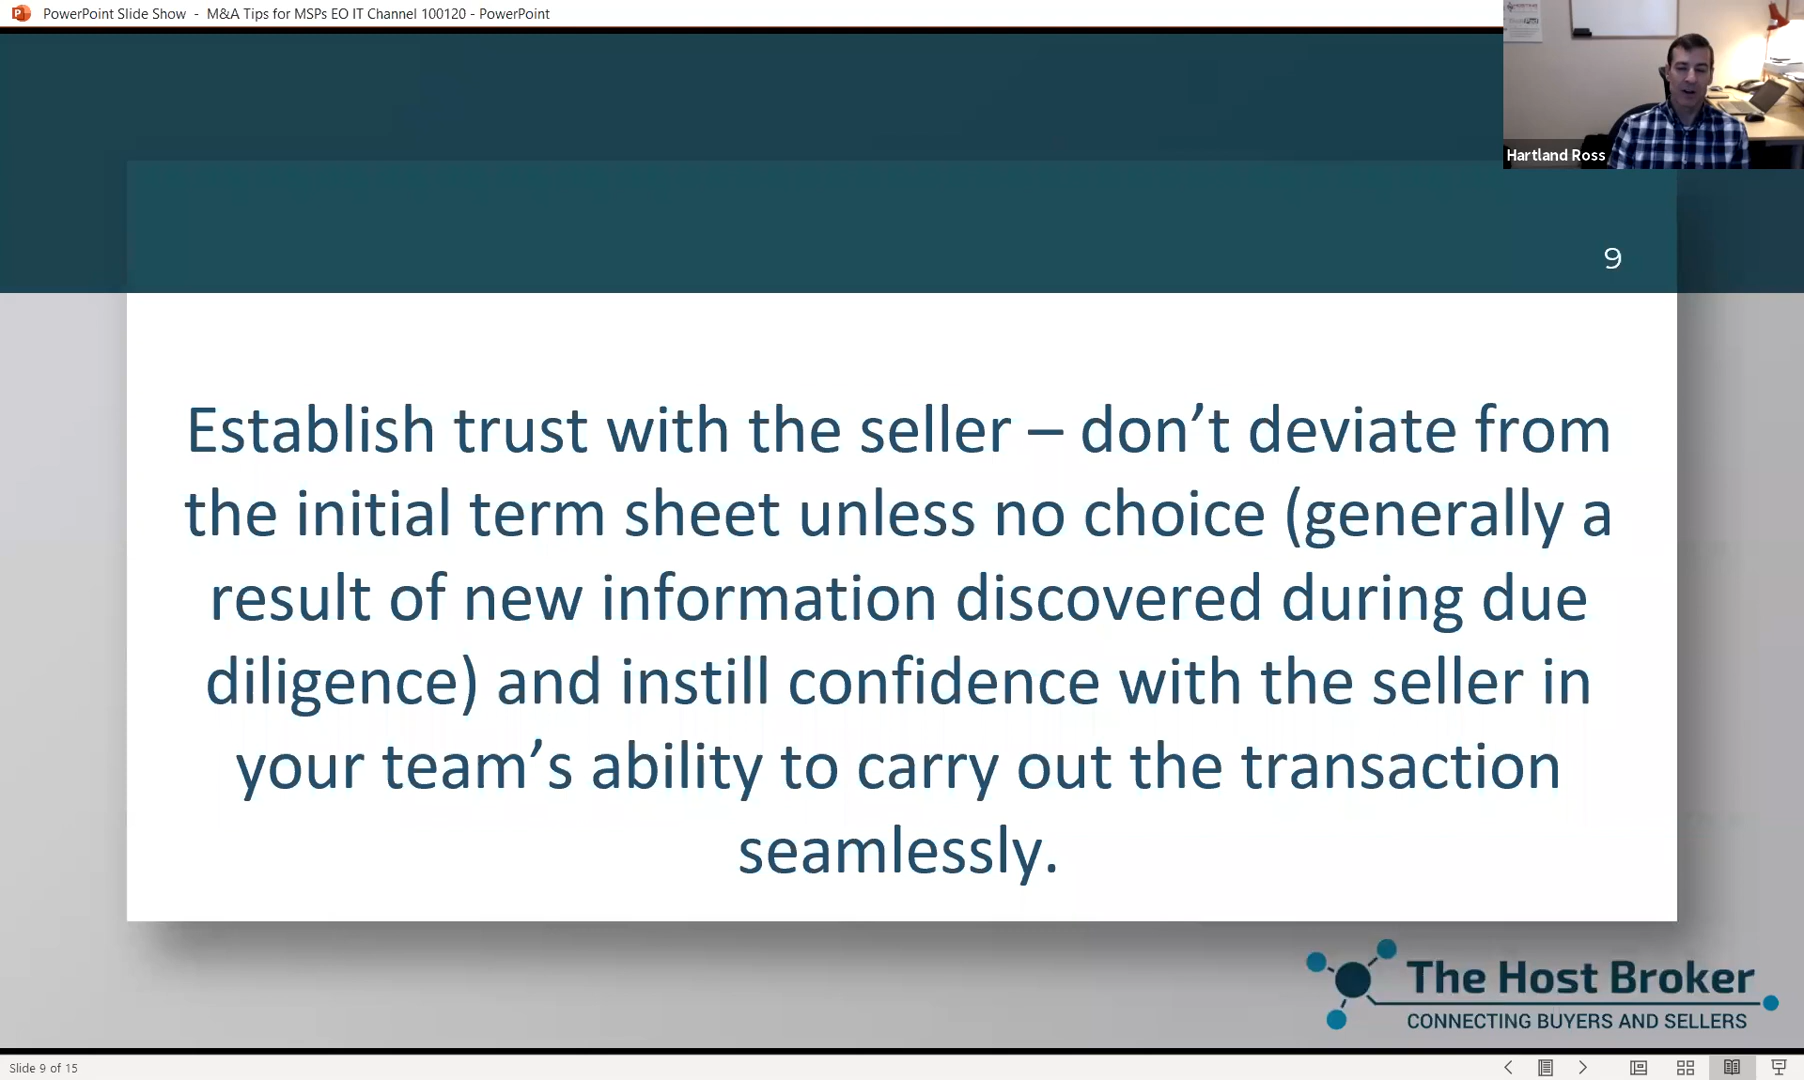 PowerPoint Slide Show - M&A Tips for MSPs EO IT Channel 100120 - PowerPoint
Hartland Ross
9
Establish trust with the seller – don’t deviate from
the initial term sheet unless no choice (generally a
result of new information discovered during due
diligence) and instill confidence with the seller in
your team’s ability to carry out the transaction
seamlessly.
The Host Broker
CONNECTING BUYERS AND SELLERS
Slide 9 of 15